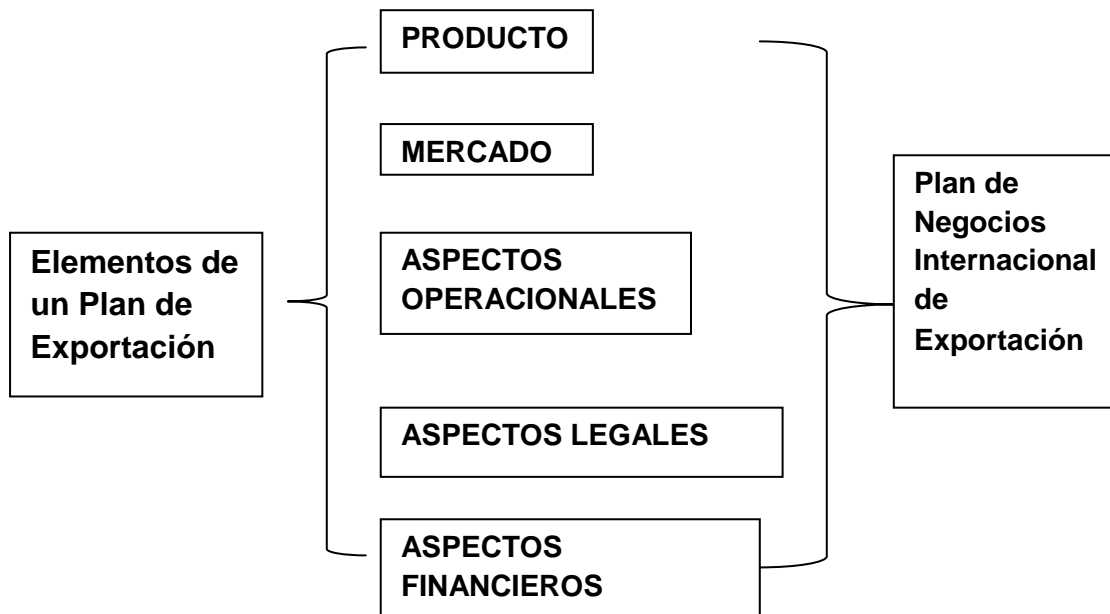 Elementos de
un Plan de
Exportación
PRODUCTO
MERCADO
ASPECTOS
OPERACIONALES
ASPECTOS LEGALES
ASPECTOS
FINANCIEROS
Plan de
Negocios
Internacional
de
Exportación